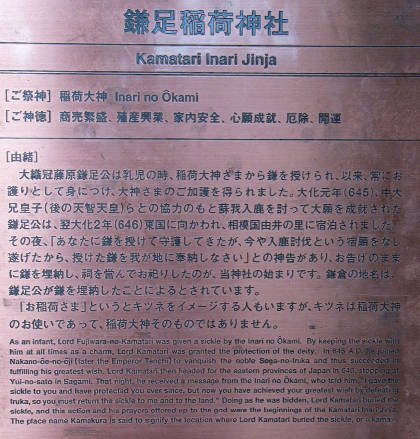 鎌足稲荷神社
Kamatari Inari Jinja
[ご祭神] 稲荷大神 Inari no Ōkami
[ご神徳] 商売繁盛、殖産興業、家内安全、心願成就、厄除、開運
[由緒]
大織冠藤原鎌足公は乳児の時、稲荷大神さまから鎌を授けられ、以来、常にお
護りとして身につけ、大神さまのご加護を得られました。大化元年(645)、中大
兄皇子(後の天智天皇)らとの協力のもと蘇我入鹿を討って大願を成就された
鎌足公は、翌大化2年(646)東国に向かわれ、相模国由井の里に宿泊されました。
その夜、「あなたに鎌を授けて守護してきたが、今や入鹿討伐という宿願をなし
遂げたから、授けた鎌を我が地に奉納しなさい」との神告があり、お告げのまま
に鎌を埋納し、祠を営んでお祀りしたのが、当神社の始まりです。鎌倉の地名は、
鎌足公が鎌を埋納したことによるとされています。
「お稲荷さま」というとキツネをイメージする人もいますが、キツネは稲荷大神
のお使いであって、稲荷大神そのものではありません。
As an infant, Lord Fujiwara-no-Kamatari was given a sickle by the Inari no Ōkami. By keeping the sickle with
him at all times as a charm, Lord Kamatari was granted the protection of the deity. In 645 A.D. he joined
Nakano-ōe-no-ōji (later the Emperor Tenchi) to vanquish the noble Soga-no-Iruka and thus succeeded in
fulfilling his greatest wish. Lord Kamatari then headed for the eastern provinces of Japan in 646, stopping at
Yui-no-sato in Sagami. That night, he received a message from the Inari no Ōkami, who told him, "I gave the
sickle to you and have protected you ever since, but now you have achieved your greatest wish by defeating
Iruka, so you must return the sickle to me and to the land." Doing as he was bidden, Lord Kamatari buried the
sickle, and this action and his prayers offered up to the god were the beginnings of the Kamatari Inari Jinja.
The place name Kamakura is said to signify the location where Lord Kamatari buried the sickle, or